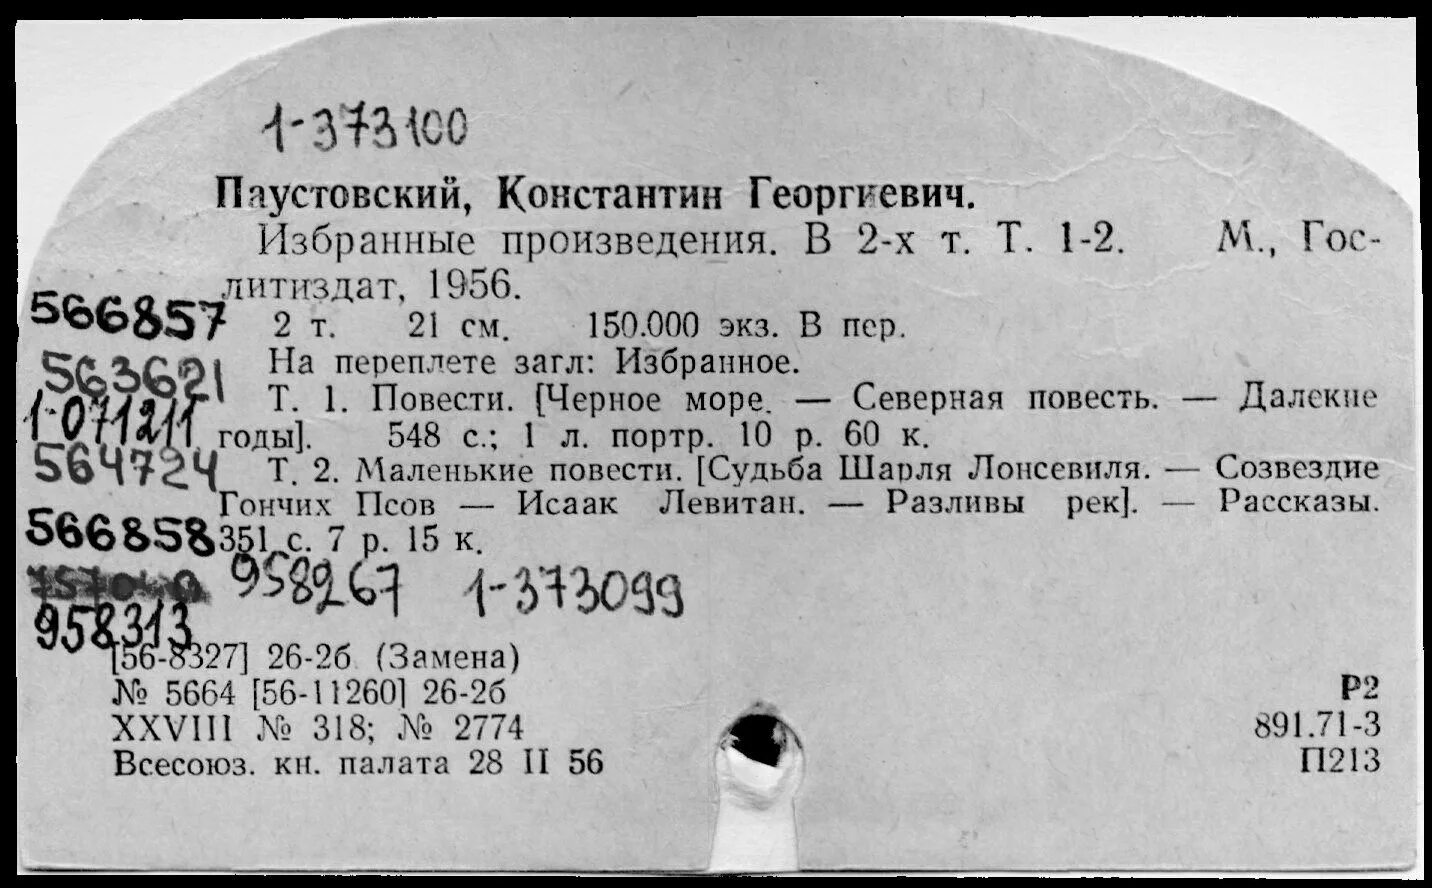 1-373100
Паустовский, Константин Георгиевич.
Избранные произведения. В 2-х т. Т. 1-2. М., Гос-
литиздат, 1956.
566857 2 т. 21 см. 150.000 экз. В пер.
563621 На переплете загл: Избранное.
Т. 1. Повести. [Черное море. — Северная повесть. — Далекие
1-071211 годы]. 548 с.; 1 л. портр. 10 р. 60 к.
564724 Т. 2. Маленькие повести. [Судьба Шарля Лонсевиля. — Созвездие
Гончих Псов — Исаак Левитан. — Разливы рек]. — Рассказы.
566858 351 с. 7 р. 15 к.
958267 1-373099
958313
[56-8327] 26-2б (Замена)
№ 5664 [56-11260] 26-2б
XXVIII № 318; № 2774
Всесоюз. кн. палата 28 II 56
Р2
891.71-3
П213